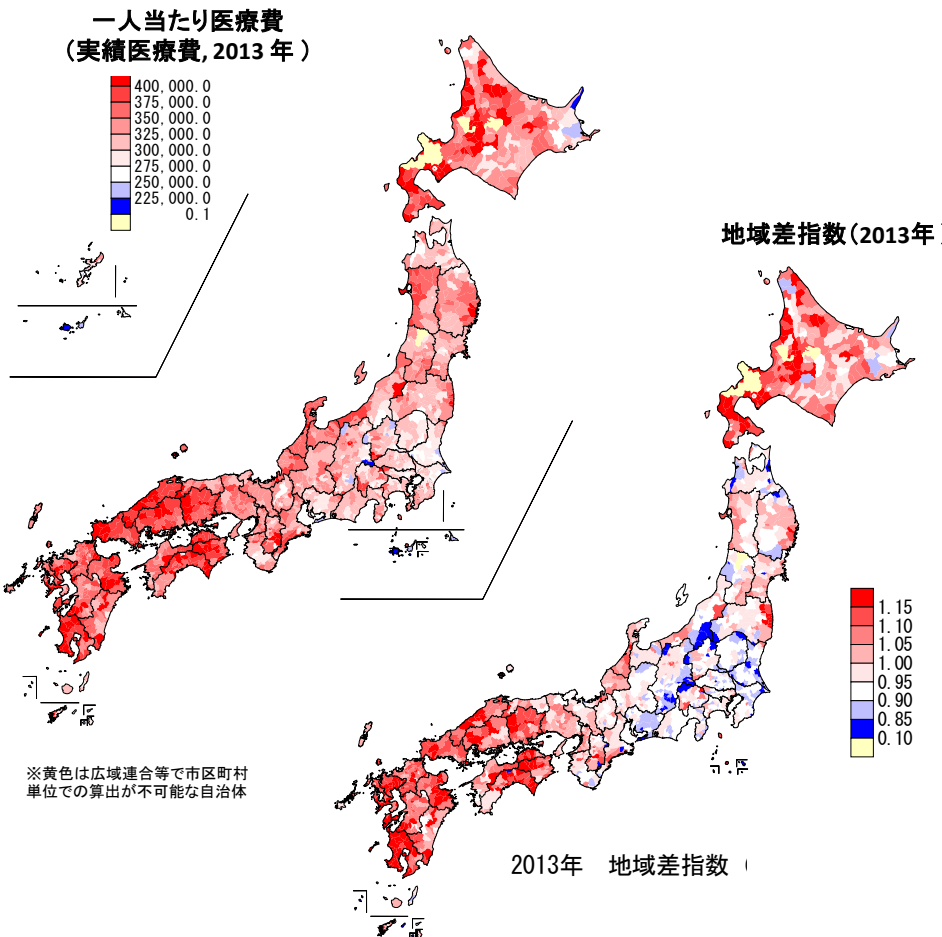 一人当たり医療費
（実績医療費, 2013 年 ）
400,000.0
375,000.0
350,000.0
325,000.0
300,000.0
275,000.0
250,000.0
225,000.0
0.1
地域差指数（2013年 ）
1.15
1.10
1.05
1.00
0.95
0.90
0.85
0.10
※黄色は広域連合等で市区町村
単位での算出が不可能な自治体
2013年　地域差指数（